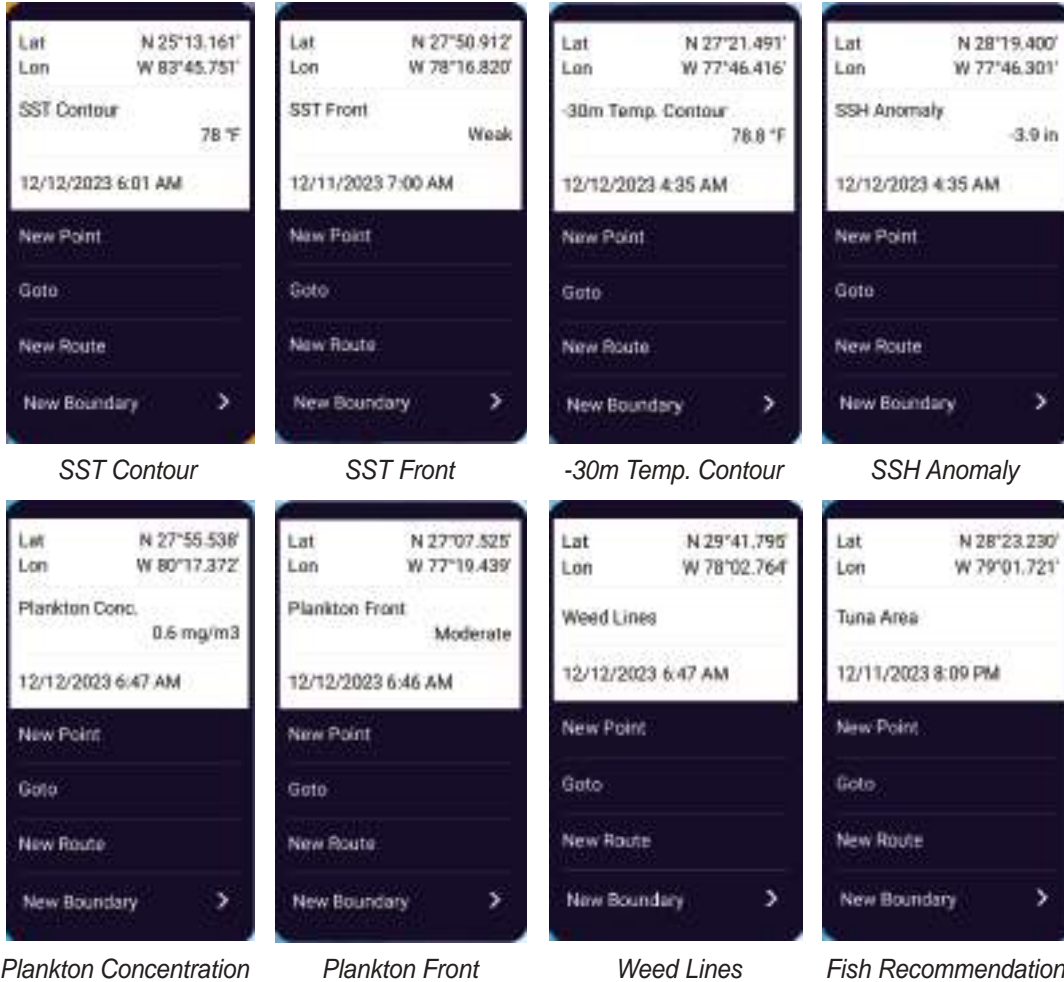 Lat N 25°13.161'
Lon W 83°45.751'
SST Contour
78 °F
12/12/2023 6:01 AM
New Point
Goto
New Route
New Boundary >
SST Contour
Lat N 27°50.912'
Lon W 78°16.820'
SST Front
Weak
12/11/2023 7:00 AM
New Point
Goto
New Route
New Boundary >
SST Front
Lat N 27°21.491'
Lon W 77°46.416'
-30m Temp. Contour
78.8 °F
12/12/2023 4:35 AM
New Point
Goto
New Route
New Boundary >
-30m Temp. Contour
Lat N 28°19.400'
Lon W 77°46.301'
SSH Anomaly
-3.9 in
12/12/2023 4:35 AM
New Point
Goto
New Route
New Boundary >
SSH Anomaly
Lat N 27°55.538'
Lon W 80°17.372'
Plankton Conc.
0.6 mg/m3
12/12/2023 6:47 AM
New Point
Goto
New Route
New Boundary >
Plankton Concentration
Lat N 27°07.525'
Lon W 77°19.439'
Plankton Front
Moderate
12/12/2023 6:46 AM
New Point
Goto
New Route
New Boundary >
Plankton Front
Lat N 29°41.795'
Lon W 78°02.764'
Weed Lines
12/12/2023 6:47 AM
New Point
Goto
New Route
New Boundary >
Weed Lines
Lat N 28°23.230'
Lon W 79°01.721'
Tuna Area
12/11/2023 8:09 PM
New Point
Goto
New Route
New Boundary >
Fish Recommendation